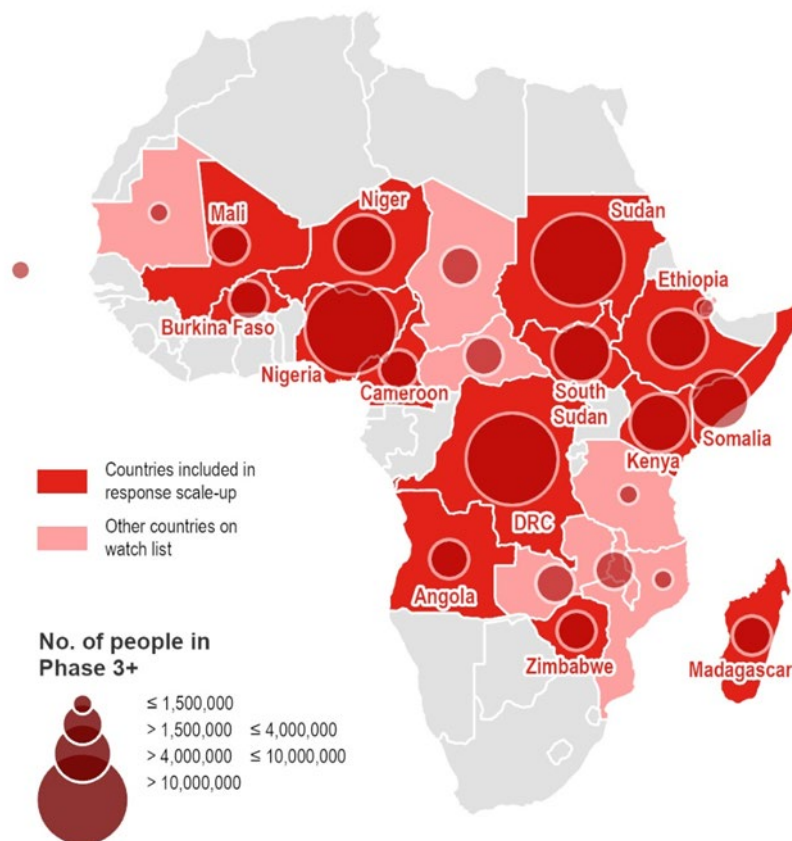 Sudan
Niger
Mali
Ethiopia
Burkina Faso
Nigeria
Cameroon
South
Sudan
Somalia
Kenya
DRC
Angola
Zimbabwe
Madagascar
Countries included in
response scale-up
Other countries on
watch list
No. of people in
Phase 3+
≤ 1,500,000
> 1,500,000 ≤ 4,000,000
> 4,000,000 ≤ 10,000,000
> 10,000,000